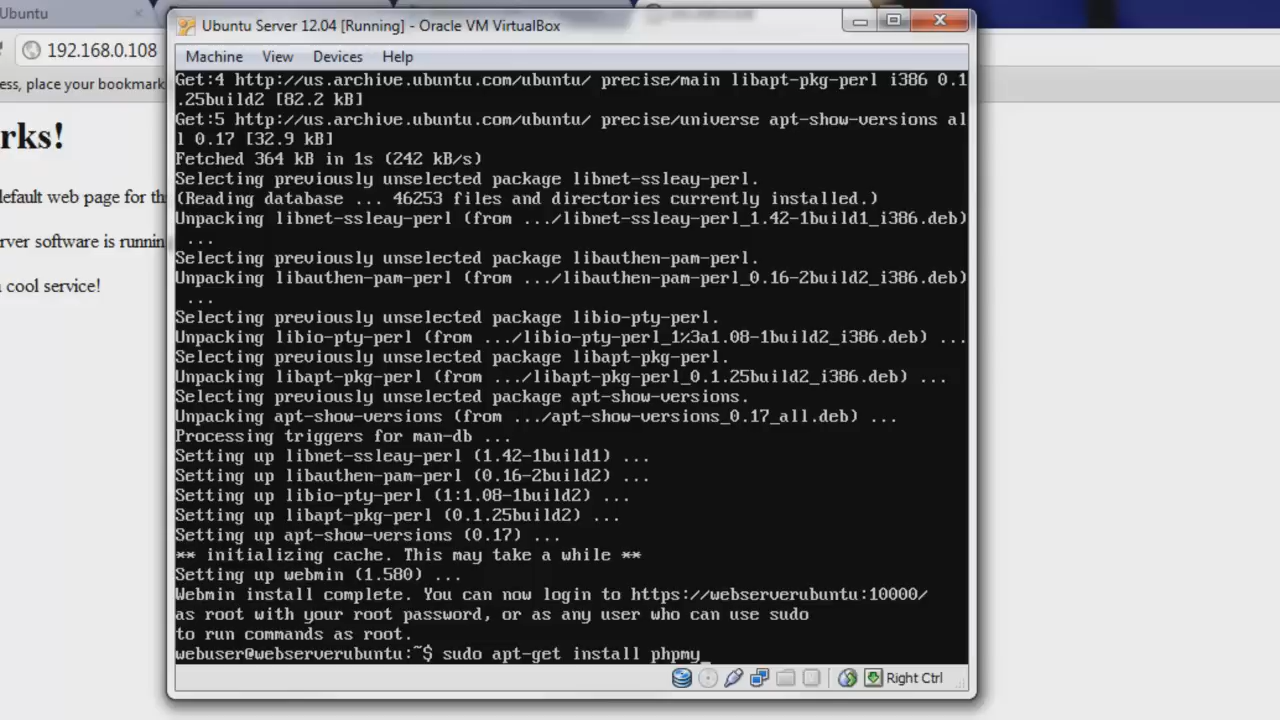 Ubuntu
Ubuntu Server 12.04 [Running] - Oracle VM VirtualBox
192.168.0.108
Machine View Devices Help
ess, place your bookmark
Get:4 http://us.archive.ubuntu.com/ubuntu/ precise/main libapt-pkg-perl i386 0.1
.25build2 [82.2 kB]
Get:5 http://us.archive.ubuntu.com/ubuntu/ precise/universe apt-show-versions al
l 0.17 [32.9 kB]
rks!
Fetched 364 kB in 1s (242 kB/s)
Selecting previously unselected package libnet-ssleay-perl.
(Reading database ... 46253 files and directories currently installed.)
default web page for th
Unpacking libnet-ssleay-perl (from .../libnet-ssleay-perl_1.42-1build1_i386.deb)
...
rver software is runnin
Selecting previously unselected package libauthen-pam-perl.
Unpacking libauthen-pam-perl (from .../libauthen-pam-perl_0.16-2build2_i386.deb)
...
cool service!
Selecting previously unselected package libio-pty-perl.
Unpacking libio-pty-perl (from .../libio-pty-perl_1%3a1.08-1build2_i386.deb) ...
Selecting previously unselected package libapt-pkg-perl.
Unpacking libapt-pkg-perl (from .../libapt-pkg-perl_0.1.25build2_i386.deb) ...
Selecting previously unselected package apt-show-versions.
Unpacking apt-show-versions (from .../apt-show-versions_0.17_all.deb) ...
Processing triggers for man-db ...
Setting up libnet-ssleay-perl (1.42-1build1) ...
Setting up libauthen-pam-perl (0.16-2build2) ...
Setting up libio-pty-perl (1:1.08-1build2) ...
Setting up libapt-pkg-perl (0.1.25build2) ...
Setting up apt-show-versions (0.17) ...
** initializing cache. This may take a while **
Setting up webmin (1.580) ...
Webmin install complete. You can now login to https://webserverubuntu:10000/
as root with your root password, or as any user who can use sudo
to run commands as root.
webuser@webserverubuntu:~$ sudo apt-get install phpmy_
Right Ctrl